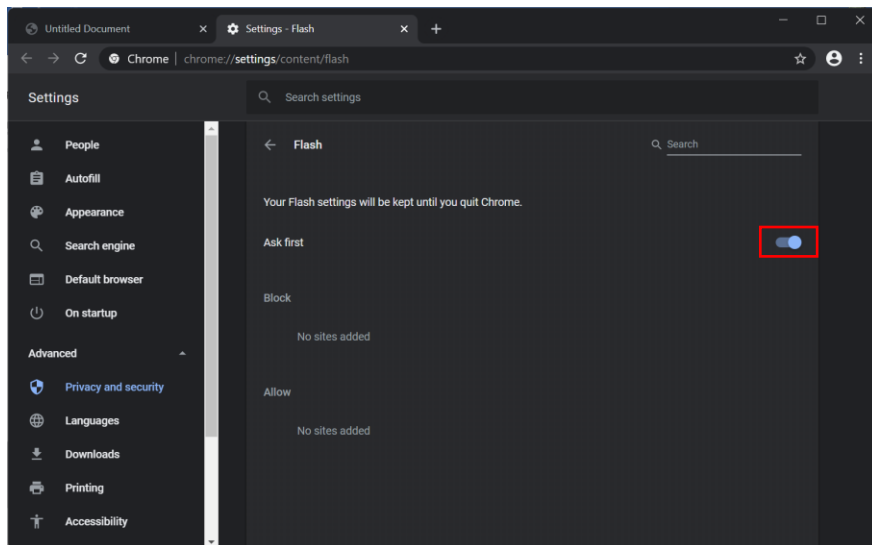 Untitled Document
Settings - Flash
Chrome | chrome://settings/content/flash
Settings
Search settings
People
Autofill
Appearance
Search engine
Default browser
On startup
Advanced
Privacy and security
Languages
Downloads
Printing
Accessibility
Flash
Search
Your Flash settings will be kept until you quit Chrome.
Ask first
Block
No sites added
Allow
No sites added